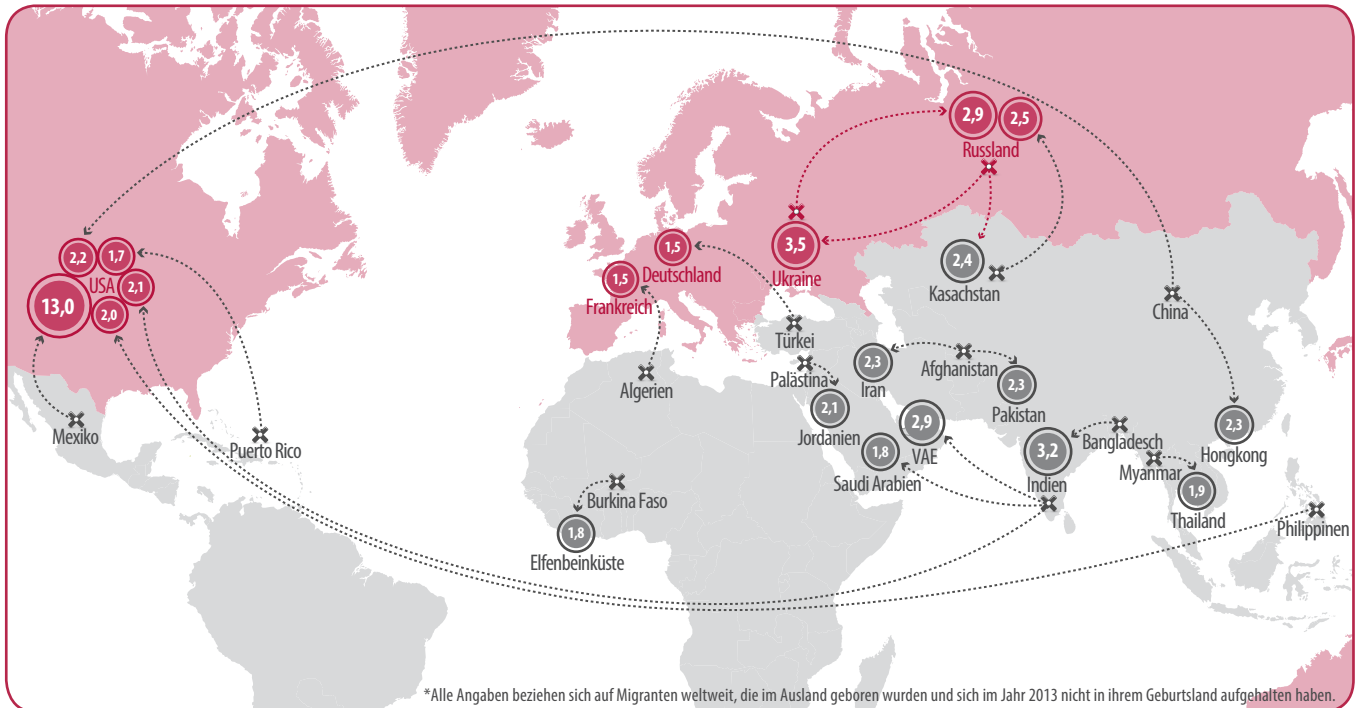 2,9
2,5
Russland
2,2
1,7
USA
2,1
13,0
2,0
1,5
Deutschland
1,5
Frankreich
3,5
Ukraine
2,4
Kasachstan
China
Türkei
Palästina
2,3
Iran
Afghanistan
2,3
Pakistan
Algerien
2,1
Jordanien
Mexiko
Puerto Rico
2,9
VAE
1,8
Saudi Arabien
3,2
Indien
Bangladesch
Myanmar
2,3
Hongkong
1,9
Thailand
Philippinen
Burkina Faso
1,8
Elfenbeinküste
*Alle Angaben beziehen sich auf Migranten weltweit, die im Ausland geboren wurden und sich im Jahr 2013 nicht in ihrem Geburtsland aufgehalten haben.